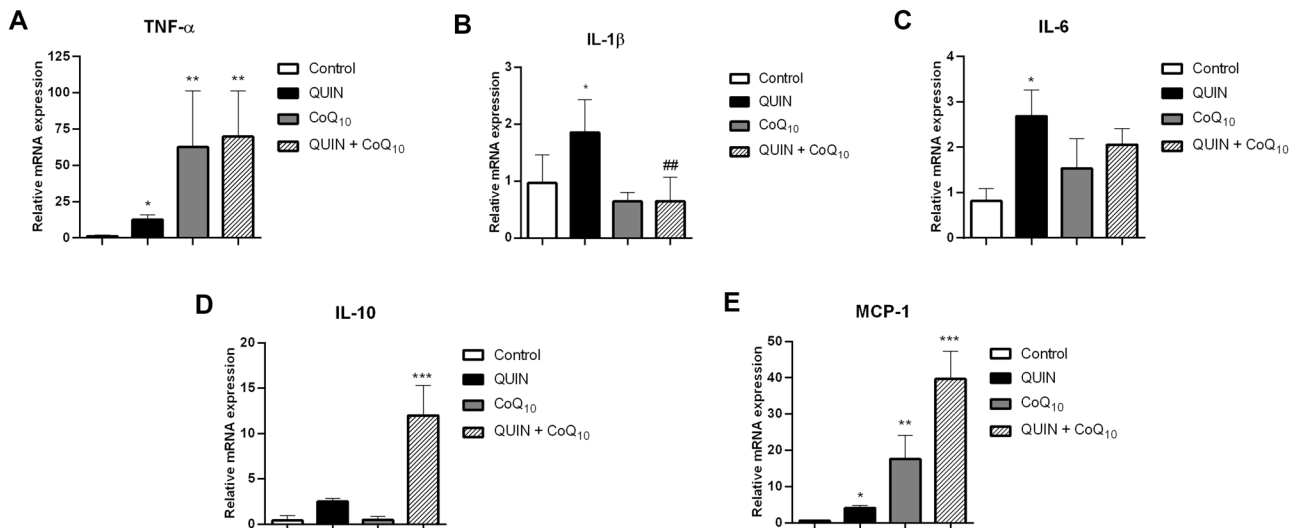 A
TNF-α
Relative mRNA expression
125
100
75
50
25
0
*
**
**
Control
QUIN
CoQ10
QUIN + CoQ10
B
IL-1β
Relative mRNA expression
3
2
1
0
*
##
Control
QUIN
CoQ10
QUIN + CoQ10
C
IL-6
Relative mRNA expression
4
3
2
1
0
*
Control
QUIN
CoQ10
QUIN + CoQ10
D
IL-10
Relative mRNA expression
20
15
10
5
0
***
Control
QUIN
CoQ10
QUIN + CoQ10
E
MCP-1
Relative mRNA expression
50
40
30
20
10
0
*
**
***
Control
QUIN
CoQ10
QUIN + CoQ10